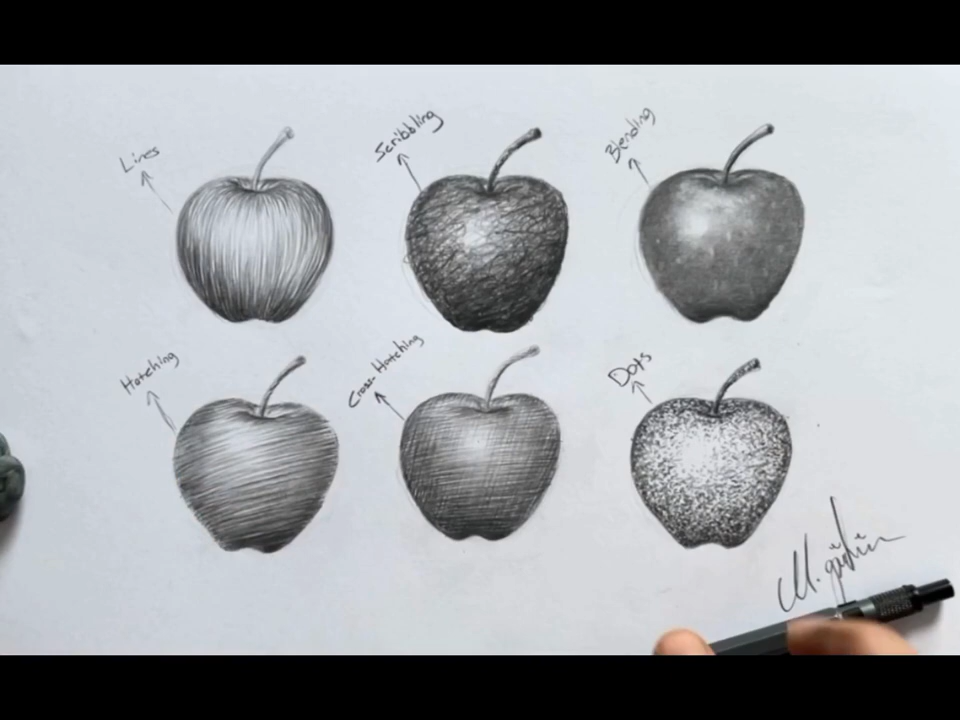 Lines
Scribbling
Blending
Hatching
Cross-Hatching
Dots